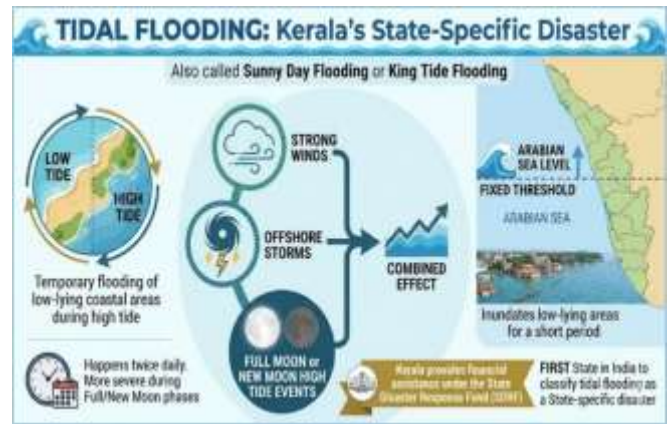 TIDAL FLOODING: Kerala's State-Specific Disaster
Also called Sunny Day Flooding or King Tide Flooding
LOW
TIDE
HIGH
TIDE
Temporary flooding of
low-lying coastal areas
during high tide
Happens twice daily.
More severe during
Full/New Moon phases
STRONG
WINDS
OFFSHORE
STORMS
FULL MOON or
NEW MOON HIGH
TIDE EVENTS
COMBINED
EFFECT
ARABIAN
SEA LEVEL
FIXED THRESHOLD
ARABIAN SEA
Inundates low-lying areas
for a short period
Kerala provides financial
assistance under the State
Disaster Response Fund (SDRF)
FIRST State in India to
classify tidal flooding as
a State-specific disaster